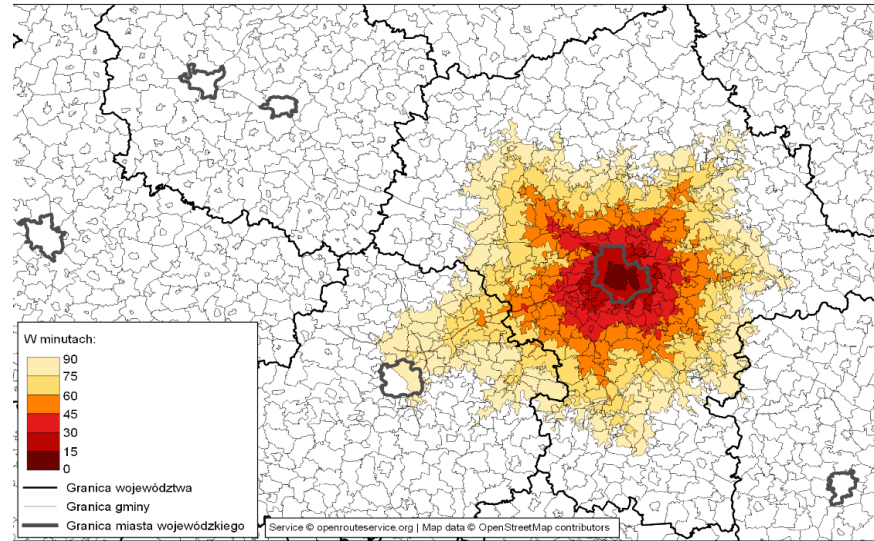 W minutach:
90
75
60
45
30
15
0
Granica województwa
Granica gminy
Granica miasta wojewódzkiego
Service © openrouteservice.org | Map data © OpenStreetMap contributors